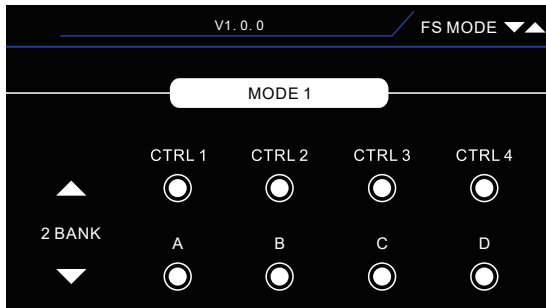 V1.0.0
FS MODE
MODE 1
CTRL 1 CTRL 2 CTRL 3 CTRL 4
2 BANK
A B C D